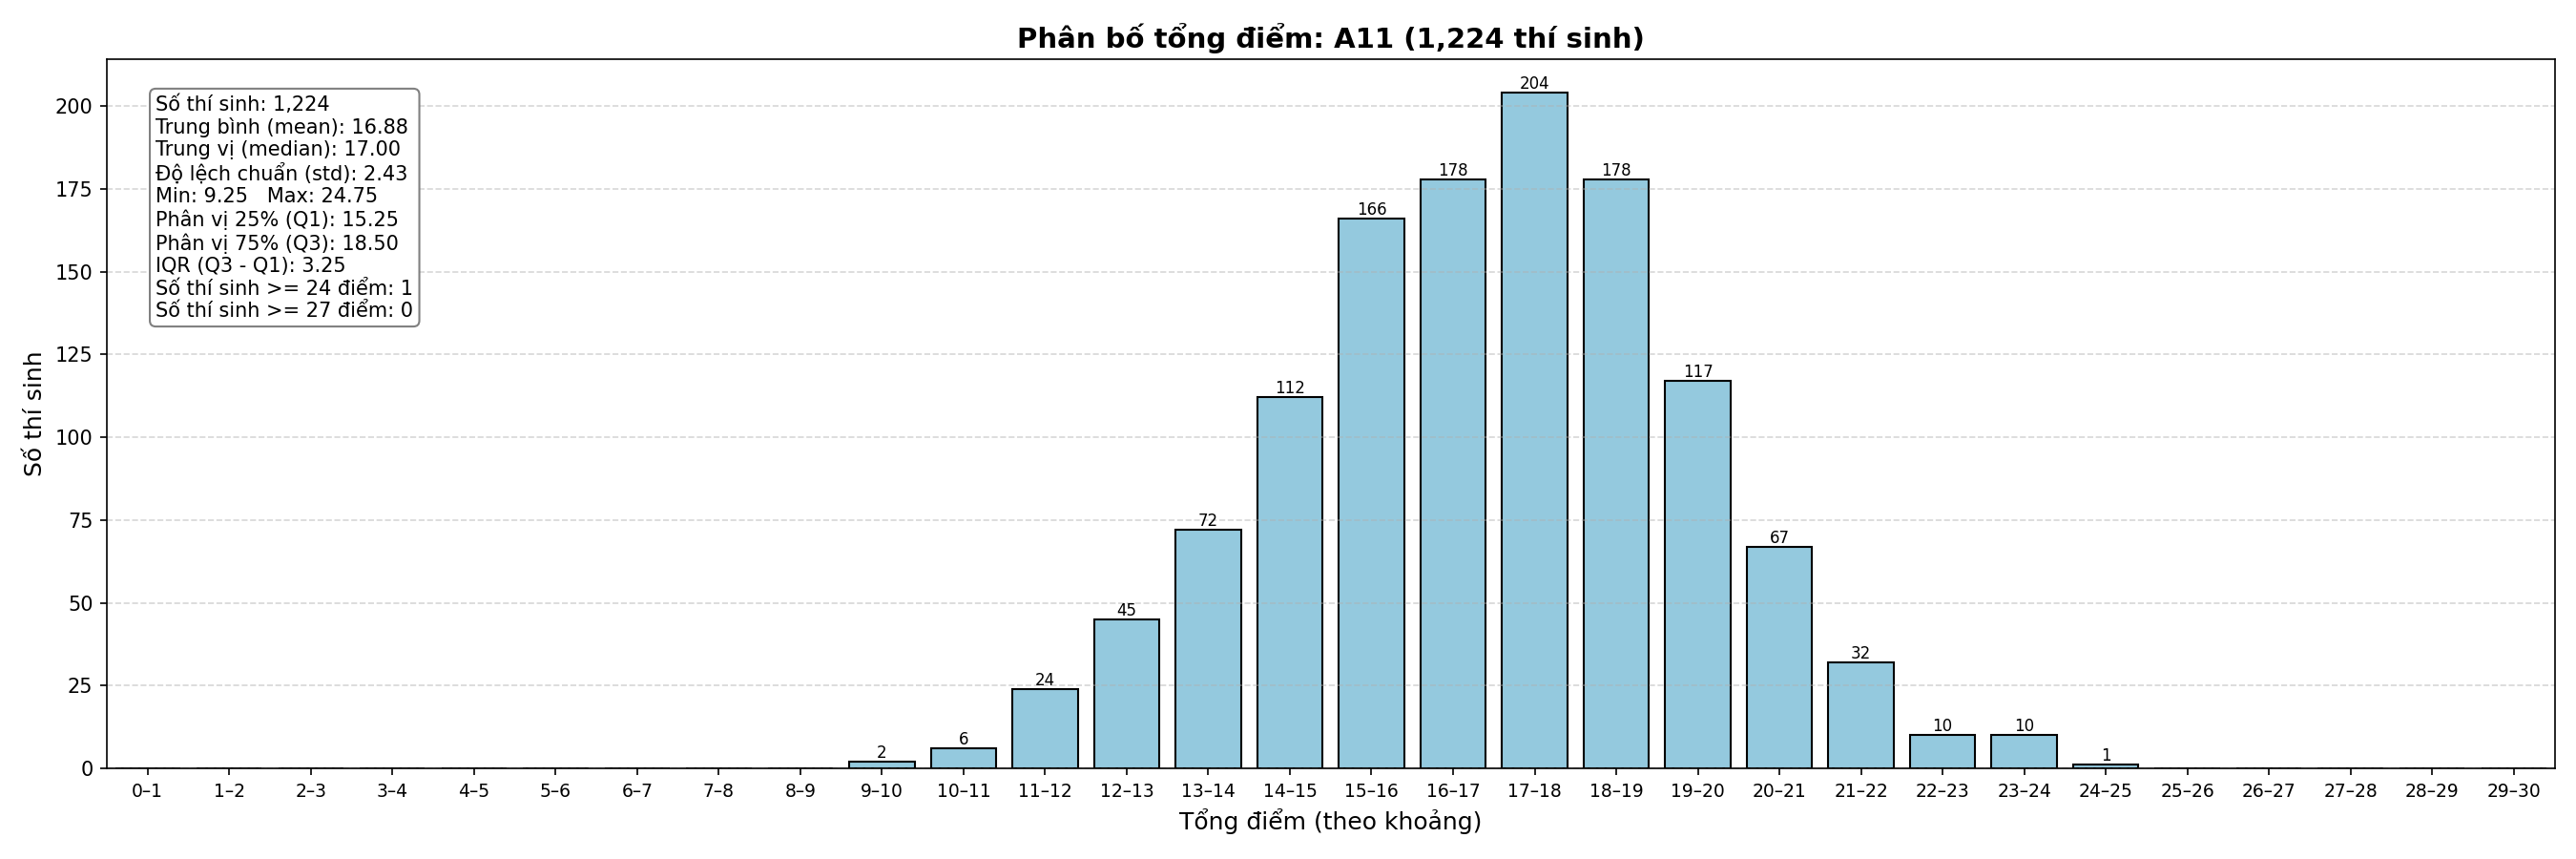 Phân bố tổng điểm: A11 (1,224 thí sinh)
Số thí sinh: 1,224
Trung bình (mean): 16.88
Trung vị (median): 17.00
Độ lệch chuẩn (std): 2.43
Min: 9.25   Max: 24.75
Phân vị 25% (Q1): 15.25
Phân vị 75% (Q3): 18.50
IQR (Q3 - Q1): 3.25
Số thí sinh >= 24 điểm: 1
Số thí sinh >= 27 điểm: 0
Số thí sinh
200
175
150
125
100
75
50
25
0
2
6
24
45
72
112
166
178
204
178
117
67
32
10
10
1
0–1 1–2 2–3 3–4 4–5 5–6 6–7 7–8 8–9 9–10 10–11 11–12 12–13 13–14 14–15 15–16 16–17 17–18 18–19 19–20 20–21 21–22 22–23 23–24 24–25 25–26 26–27 27–28 28–29 29–30
Tổng điểm (theo khoảng)